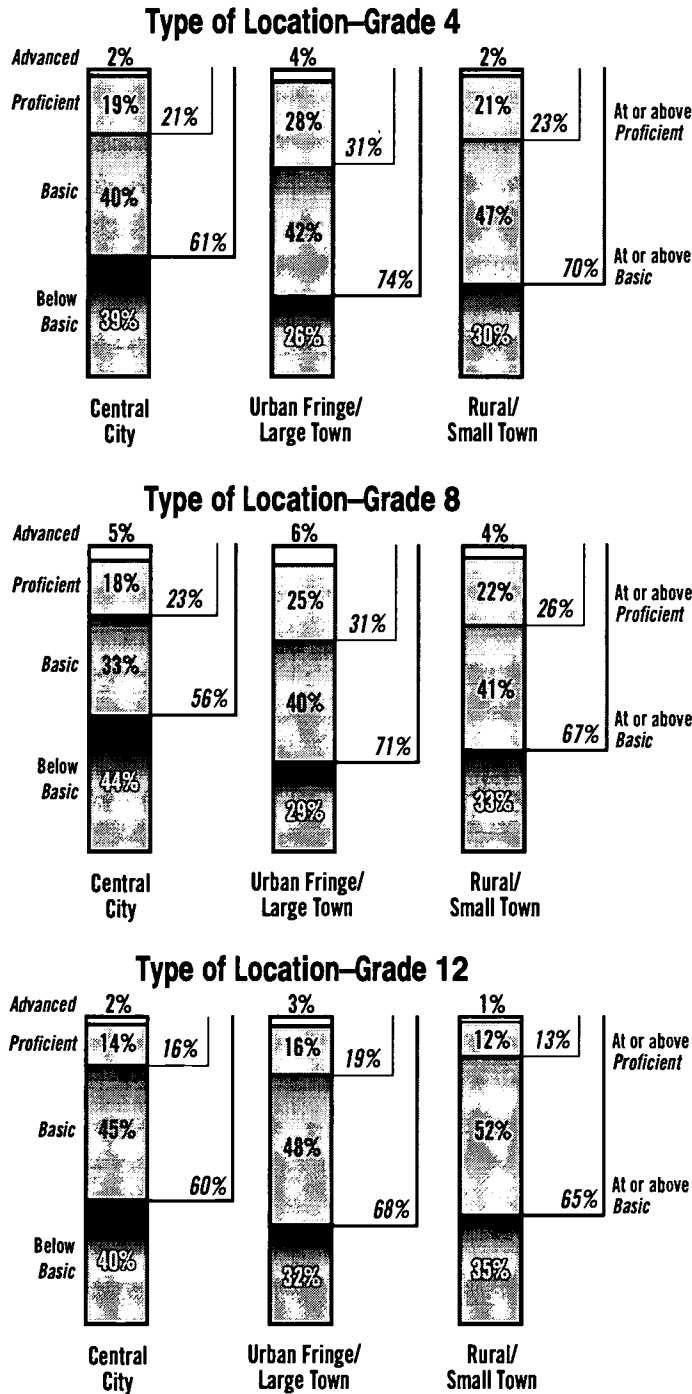 Type of Location–Grade 4
Advanced 2% 4% 2%
Proficient 19% 21% 28% 31% 21% 23% At or above
Proficient
Basic 40% 61% 42% 74% 47% 70% At or above
Basic
Below
Basic 39% 26% 30%
Central
City
Urban Fringe/
Large Town
Rural/
Small Town
Type of Location–Grade 8
Advanced 5% 6% 4%
Proficient 18% 23% 25% 31% 22% 26% At or above
Proficient
Basic 33% 56% 40% 71% 41% 67% At or above
Basic
Below
Basic 44% 29% 33%
Central
City
Urban Fringe/
Large Town
Rural/
Small Town
Type of Location–Grade 12
Advanced 2% 3% 1%
Proficient 14% 16% 16% 19% 12% 13% At or above
Proficient
Basic 45% 60% 48% 68% 52% 65% At or above
Basic
Below
Basic 40% 32% 35%
Central
City
Urban Fringe/
Large Town
Rural/
Small Town